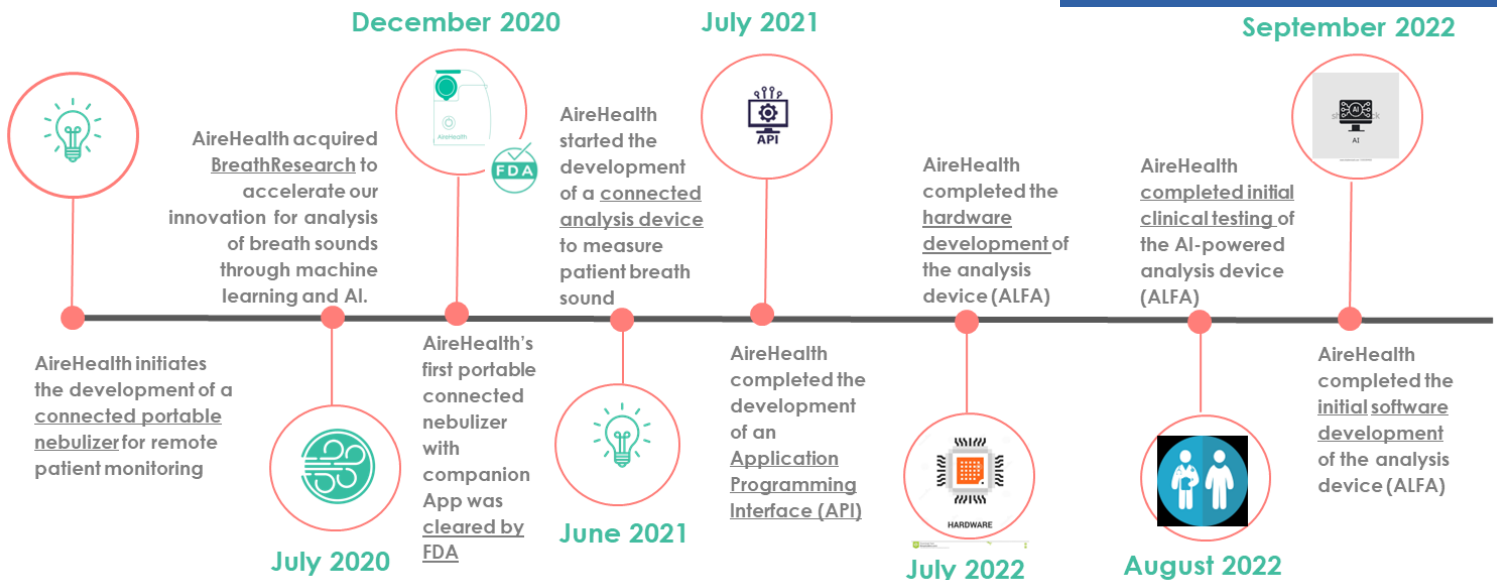 AireHealth initiates
the development of a
connected portable
nebulizer for remote
patient monitoring
AireHealth acquired
BreathResearch to
accelerate our
innovation for analysis
of breath sounds
through machine
learning and AI.
July 2020
December 2020
AireHealth
FDA
AireHealth's
first portable
connected
nebulizer
with
companion
App was
cleared by
FDA
AireHealth
started the
development
of a connected
analysis device
to measure
patient breath
sound
June 2021
July 2021
API
AireHealth
completed the
development
of an
Application
Programming
Interface (API)
AireHealth
completed the
hardware
development of
the analysis
device (ALFA)
HARDWARE
July 2022
AireHealth
completed initial
clinical testing of
the AI-powered
analysis device
(ALFA)
August 2022
September 2022
AI
AI
AireHealth
completed the
initial software
development
of the analysis
device (ALFA)